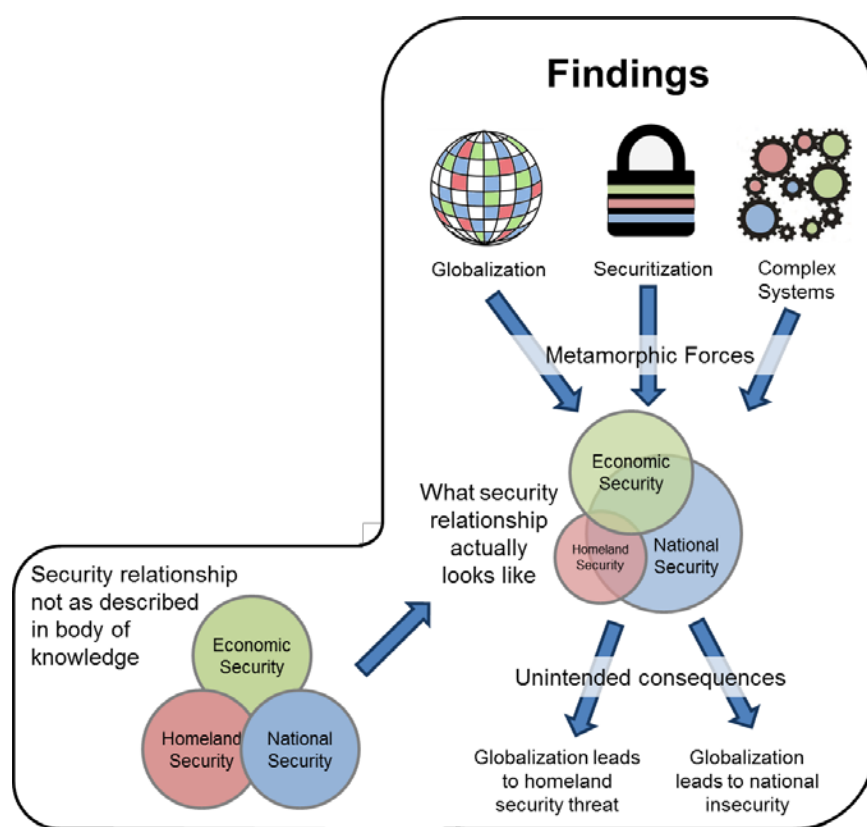 Findings
Globalization
Securitization
Complex
Systems
Metamorphic Forces
Economic
Security
What security
relationship
actually
looks like
Homeland
Security
National
Security
Security relationship
not as described
in body of
knowledge
Economic
Security
Homeland
Security
National
Security
Unintended consequences
Globalization leads
to homeland
security threat
Globalization
leads to national
insecurity